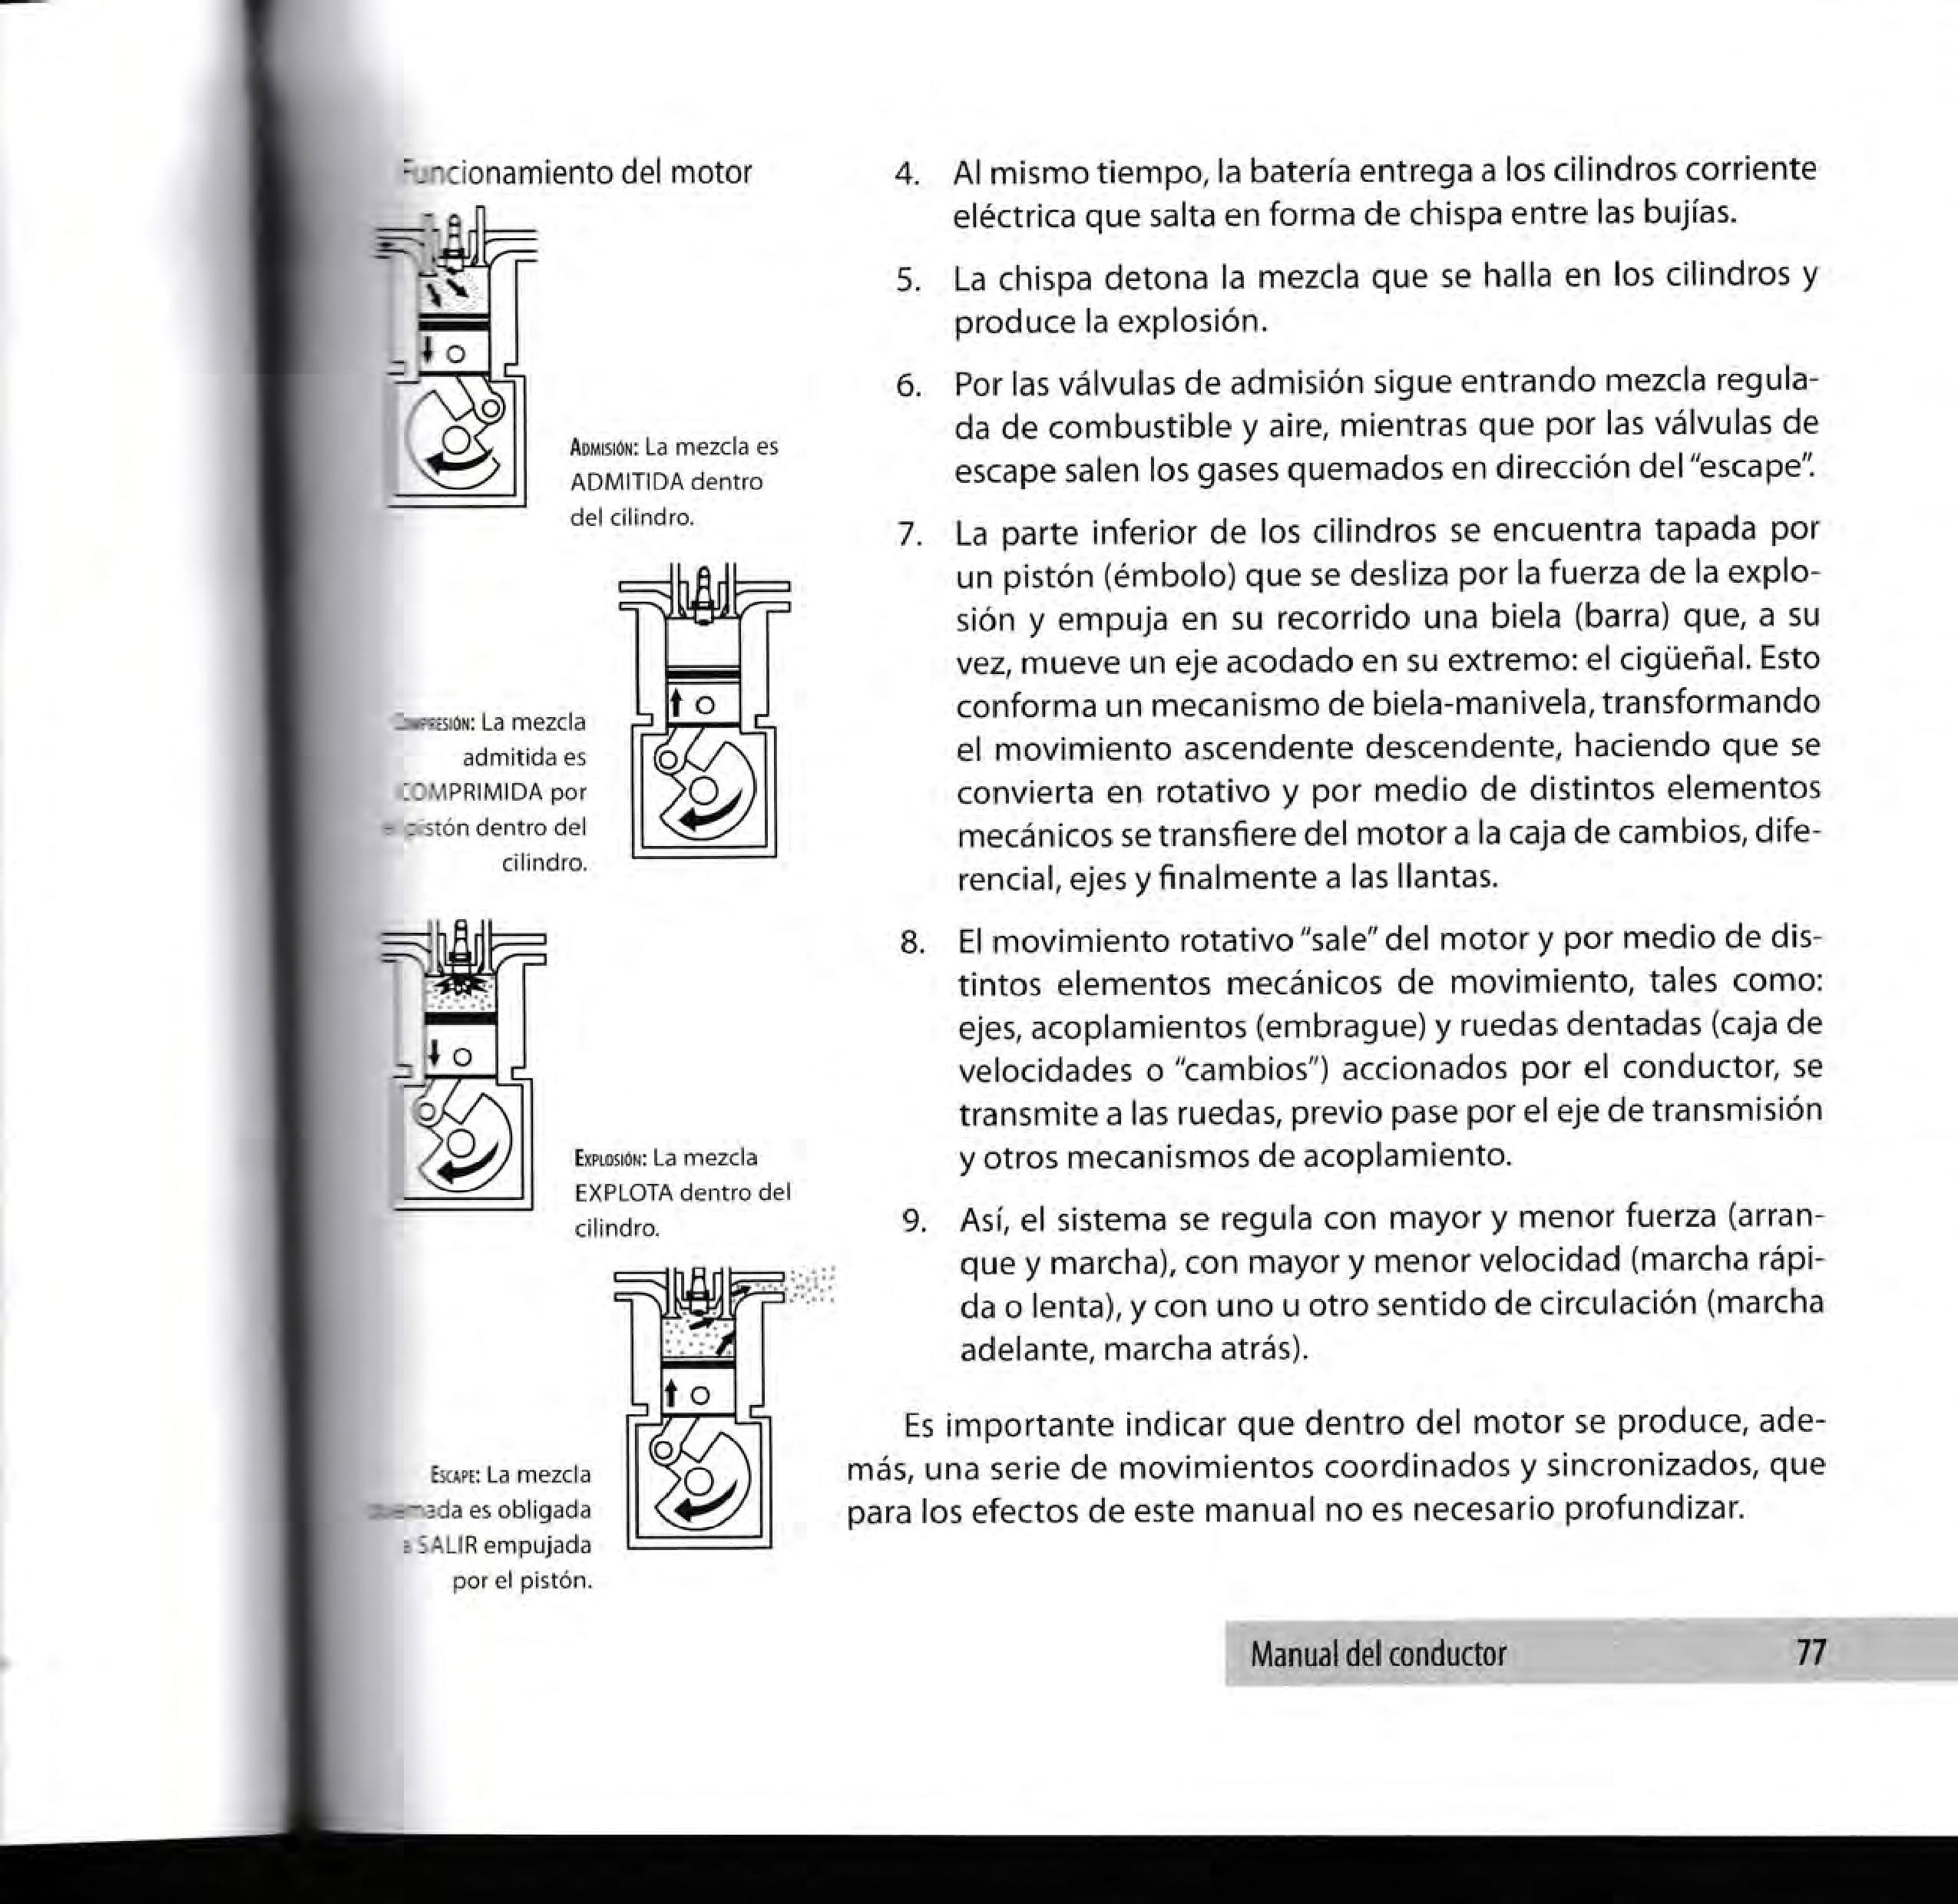 Funcionamiento del motor
ADMISIÓN: La mezcla es
ADMITIDA dentro
del cilindro.
COMPRESIÓN: La mezcla
admitida es
COMPRIMIDA por
el pistón dentro del
cilindro.
EXPLOSIÓN: La mezcla
EXPLOTA dentro del
cilindro.
ESCAPE: La mezcla
quemada es obligada
a SALIR empujada
por el pistón.
4. Al mismo tiempo, la batería entrega a los cilindros corriente
eléctrica que salta en forma de chispa entre las bujías.
5. La chispa detona la mezcla que se halla en los cilindros y
produce la explosión.
6. Por las válvulas de admisión sigue entrando mezcla regula-
da de combustible y aire, mientras que por las válvulas de
escape salen los gases quemados en dirección del "escape".
7. La parte inferior de los cilindros se encuentra tapada por
un pistón (émbolo) que se desliza por la fuerza de la explo-
sión y empuja en su recorrido una biela (barra) que, a su
vez, mueve un eje acodado en su extremo: el cigüeñal. Esto
conforma un mecanismo de biela-manivela, transformando
el movimiento ascendente descendente, haciendo que se
convierta en rotativo y por medio de distintos elementos
mecánicos se transfiere del motor a la caja de cambios, dife-
rencial, ejes y finalmente a las llantas.
8. El movimiento rotativo "sale" del motor y por medio de dis-
tintos elementos mecánicos de movimiento, tales como:
ejes, acoplamientos (embrague) y ruedas dentadas (caja de
velocidades o "cambios") accionados por el conductor, se
transmite a las ruedas, previo pase por el eje de transmisión
y otros mecanismos de acoplamiento.
9. Así, el sistema se regula con mayor y menor fuerza (arran-
que y marcha), con mayor y menor velocidad (marcha rápi-
da o lenta), y con uno u otro sentido de circulación (marcha
adelante, marcha atrás).
Es importante indicar que dentro del motor se produce, ade-
más, una serie de movimientos coordinados y sincronizados, que
para los efectos de este manual no es necesario profundizar.
Manual del conductor 77